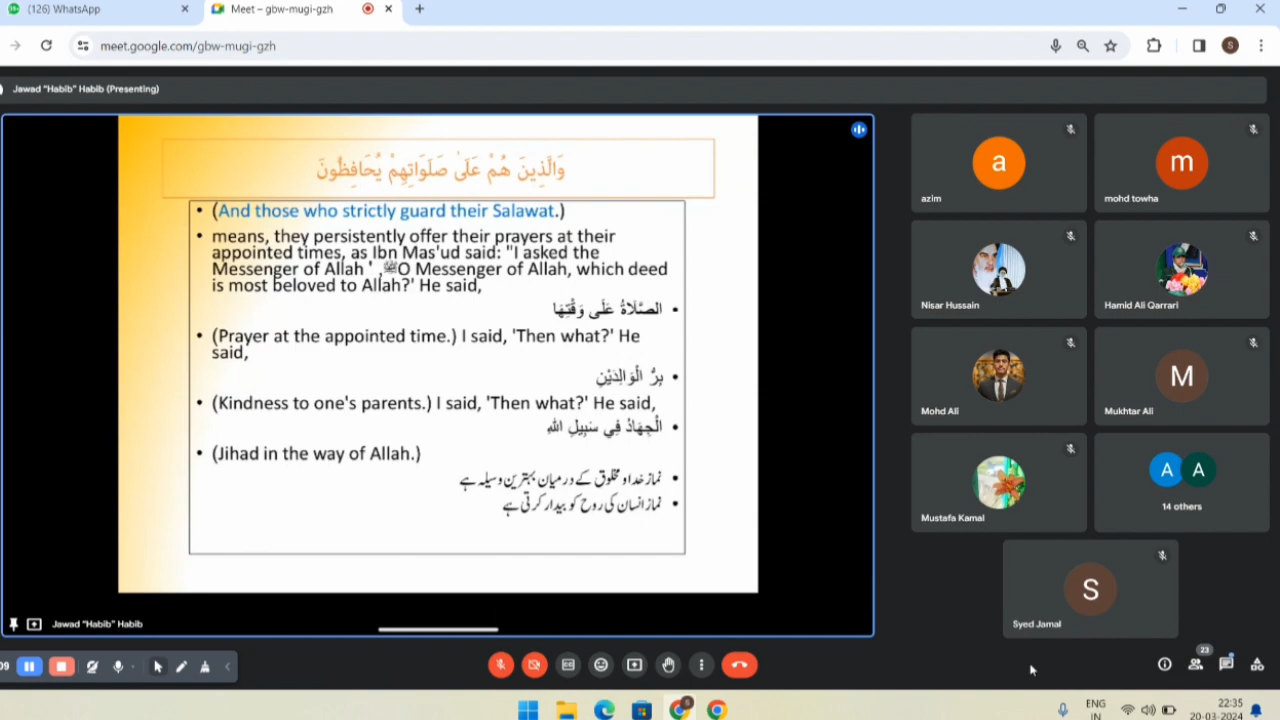 (126) WhatsApp
Meet – gbw-mugi-gzh
meet.google.com/gbw-mugi-gzh
S
Jawad "Habib" Habib (Presenting)
وَالَّذِينَ هُمْ عَلَىٰ صَلَوَاتِهِمْ يُحَافِظُونَ
• (And those who strictly guard their Salawat.)
• means, they persistently offer their prayers at their
appointed times, as Ibn Mas'ud said: "I asked the
Messenger of Allah ' ,ﷺO Messenger of Allah, which deed
is most beloved to Allah?' He said,
• الصَّلَاةُ عَلَى وَقْتِهَا
• (Prayer at the appointed time.) I said, 'Then what?' He
said,
• بِرُّ الْوَالِدَيْنِ
• (Kindness to one's parents.) I said, 'Then what?' He said,
• الْجِهَادُ فِي سَبِيلِ اللهِ
• (Jihad in the way of Allah.)
• نماز خدا و مخلوق کے درمیان بہترین وسیلہ ہے
• نماز انسان کی روح کو بیدار کرتی ہے
Jawad "Habib" Habib
a
azim
m
mohd towha
Nisar Hussain
Hamid Ali Qarrari
Mohd Ali
M
Mukhtar Ali
Mustafa Kamal
A A
14 others
S
Syed Jamal
09
23
ENG
IN
22:35
20-03-2024